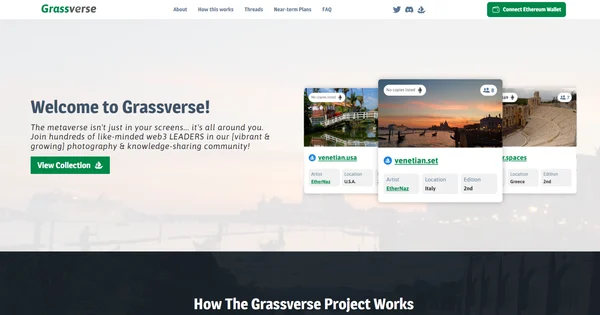 Grassverse
About
How this works
Threads
Near-term Plans
FAQ
Connect Ethereum Wallet
Welcome to Grassverse!
The metaverse isn't just in your screens... it's all around you.
Join hundreds of like-minded web3 LEADERS in our [vibrant &
growing] photography & knowledge-sharing community!
View Collection
No copies listed
venetian.usa
Artist
Location
EtherNaz
U.S.A.
No copies listed
8
venetian.set
Artist
Location
Edition
EtherNaz
Italy
2nd
r.spaces
Location
Edition
Greece
2nd
How The Grassverse Project Works